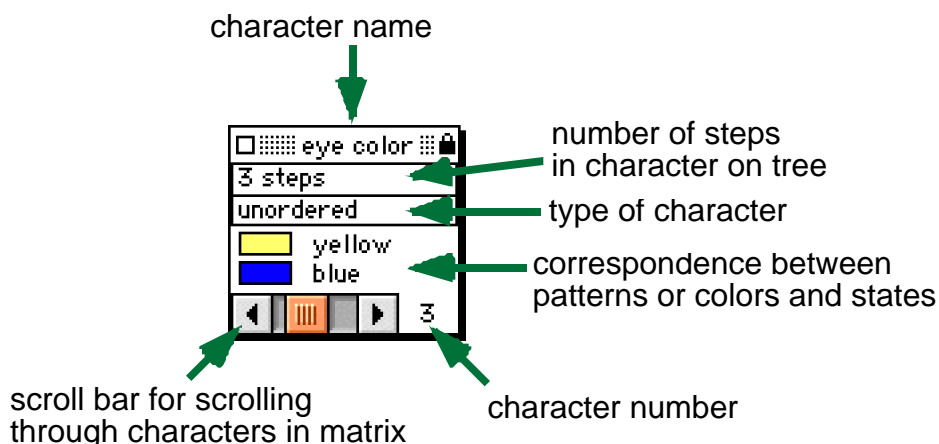 character name
eye color
number of steps
in character on tree
3 steps
unordered
type of character
yellow
blue
correspondence between
patterns or colors and states
3
scroll bar for scrolling
through characters in matrix
character number